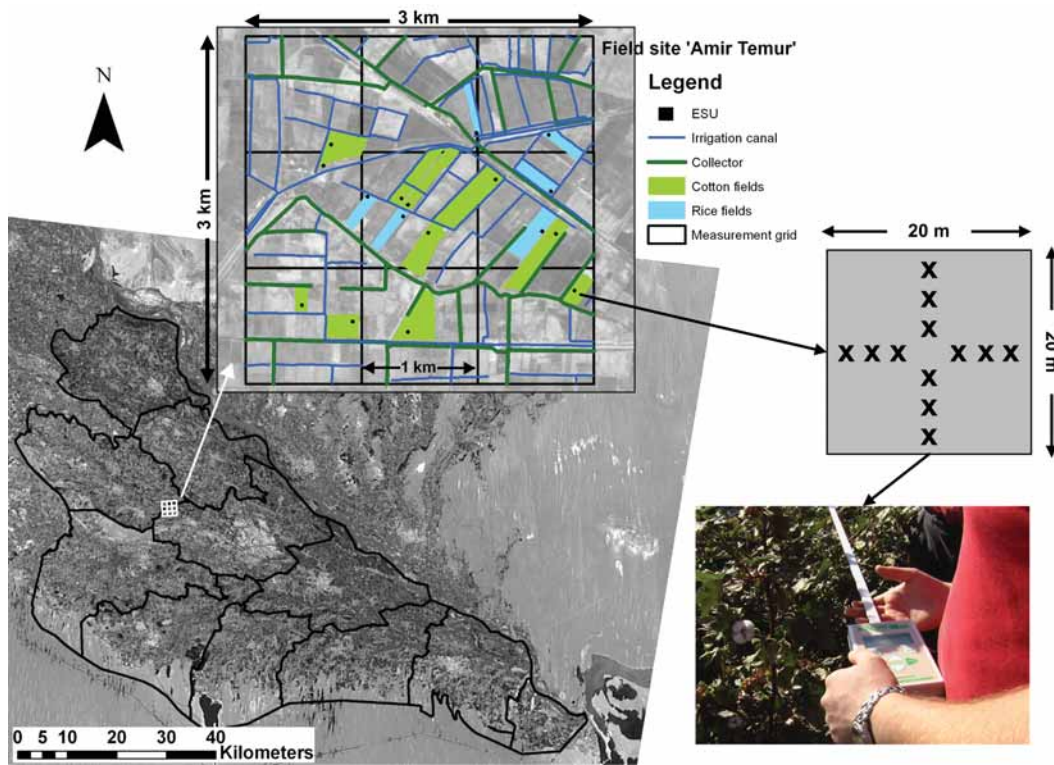 3 km
Field site 'Amir Temur'
N
3 km
Legend
ESU
Irrigation canal
Collector
Cotton fields
Rice fields
Measurement grid
1 km
20 m
20 m
X
X
X
X X X X X X
X
X
X
0 5 10 20 30 40
Kilometers